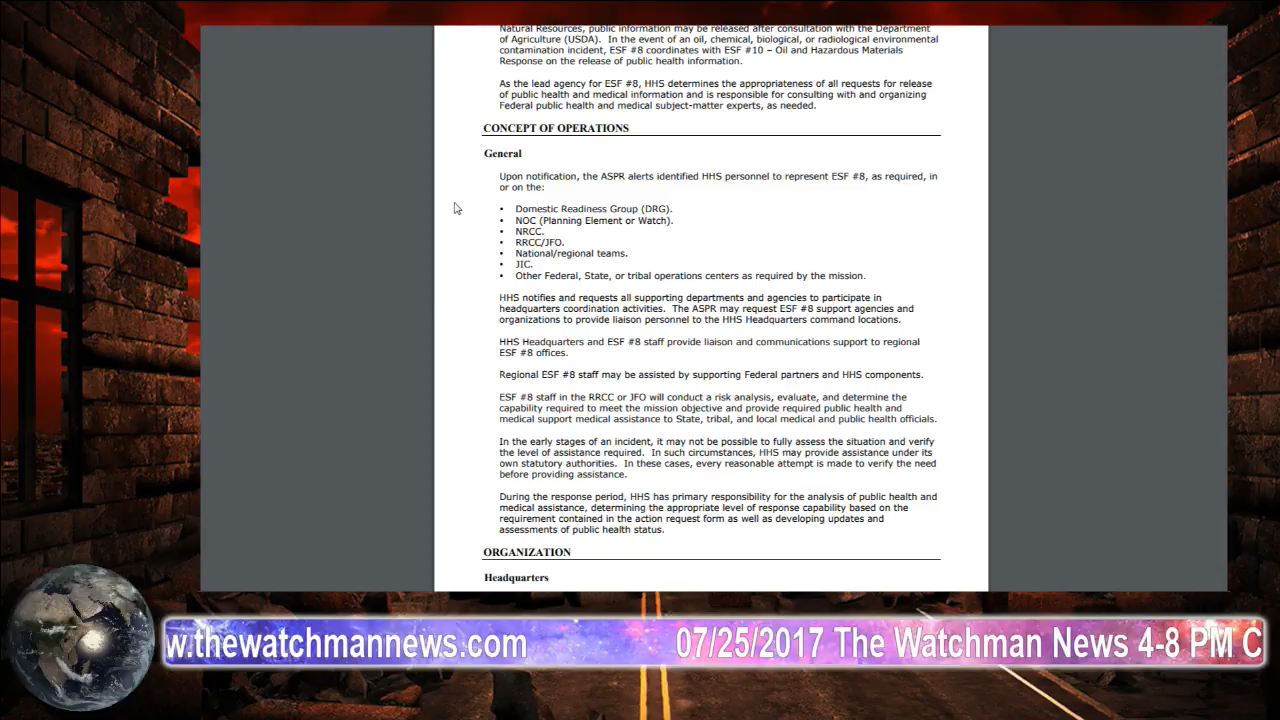 Natural Resources, public information may be released after consultation with the Department
of Agriculture (USDA).  In the event of an oil, chemical, biological, or radiological environmental
contamination incident, ESF #8 coordinates with ESF #10 – Oil and Hazardous Materials
Response on the release of public health information.
As the lead agency for ESF #8, HHS determines the appropriateness of all requests for release
of public health and medical information and is responsible for consulting with and organizing
Federal public health and medical subject-matter experts, as needed.
CONCEPT OF OPERATIONS
General
Upon notification, the ASPR alerts identified HHS personnel to represent ESF #8, as required, in
or on the:
• Domestic Readiness Group (DRG).
• NOC (Planning Element or Watch).
• NRCC.
• RRCC/JFO.
• National/regional teams.
• JIC.
• Other Federal, State, or tribal operations centers as required by the mission.
HHS notifies and requests all supporting departments and agencies to participate in
headquarters coordination activities.  The ASPR may request ESF #8 support agencies and
organizations to provide liaison personnel to the HHS Headquarters command locations.
HHS Headquarters and ESF #8 staff provide liaison and communications support to regional
ESF #8 offices.
Regional ESF #8 staff may be assisted by supporting Federal partners and HHS components.
ESF #8 staff in the RRCC or JFO will conduct a risk analysis, evaluate, and determine the
capability required to meet the mission objective and provide required public health and
medical support medical assistance to State, tribal, and local medical and public health officials.
In the early stages of an incident, it may not be possible to fully assess the situation and verify
the level of assistance required.  In such circumstances, HHS may provide assistance under its
own statutory authorities.  In these cases, every reasonable attempt is made to verify the need
before providing assistance.
During the response period, HHS has primary responsibility for the analysis of public health and
medical assistance, determining the appropriate level of response capability based on the
requirement contained in the action request form as well as developing updates and
assessments of public health status.
ORGANIZATION
Headquarters
w.thewatchmannews.com 07/25/2017 The Watchman News 4-8 PM C